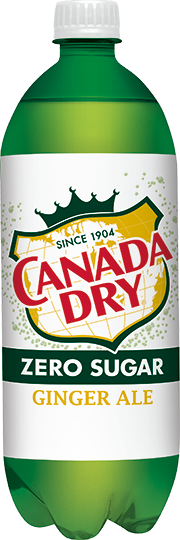 SINCE 1904
CANADA
DRY
ZERO SUGAR
GINGER ALE